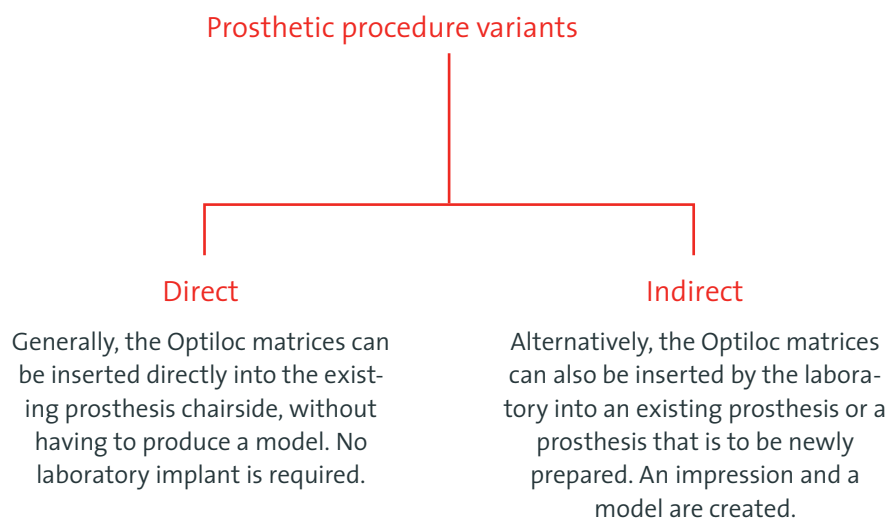 Prosthetic procedure variants
Direct
Generally, the Optiloc matrices can
be inserted directly into the exist-
ing prosthesis chairside, without
having to produce a model. No
laboratory implant is required.
Indirect
Alternatively, the Optiloc matrices
can also be inserted by the labora-
tory into an existing prosthesis or a
prosthesis that is to be newly
prepared. An impression and a
model are created.